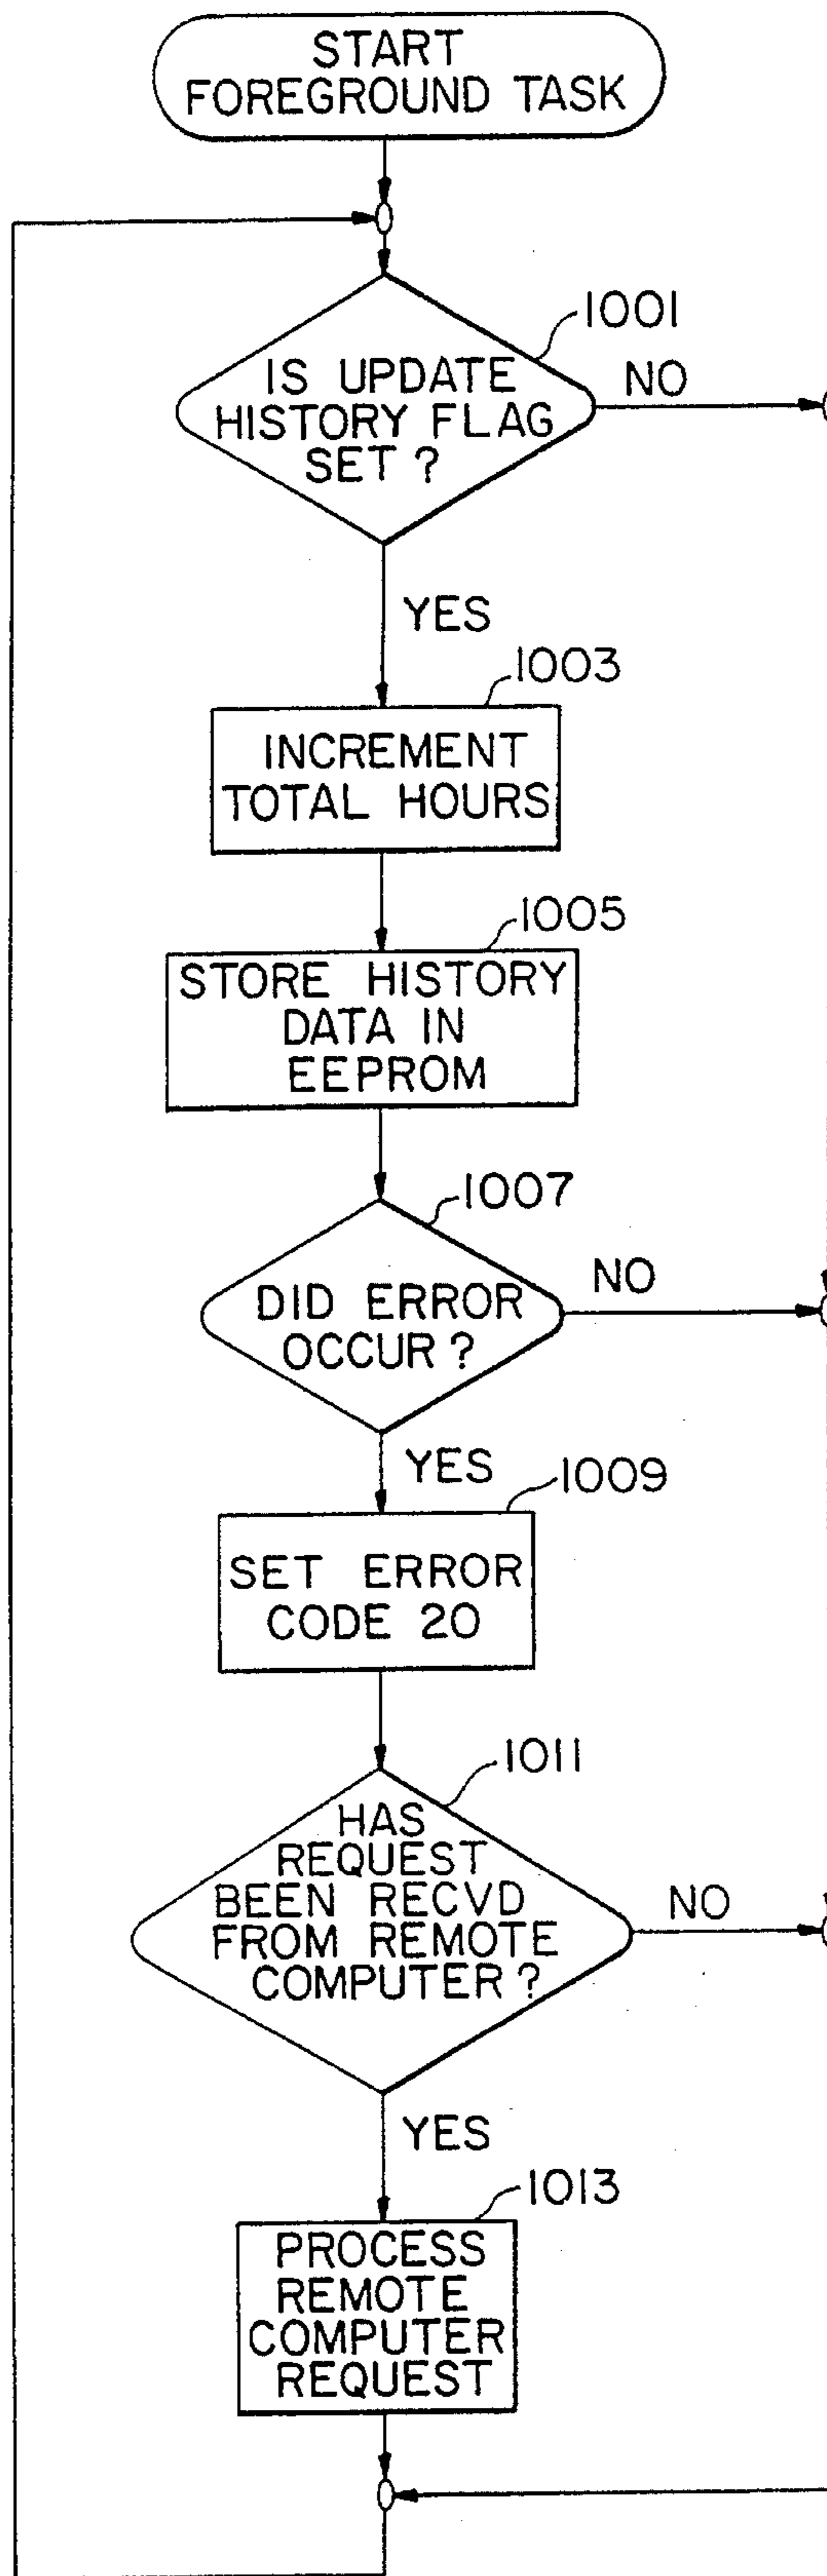 START
FOREGROUND TASK
1001
IS UPDATE
HISTORY FLAG
SET ?
NO
YES
1003
INCREMENT
TOTAL HOURS
1005
STORE HISTORY
DATA IN
EEPROM
1007
DID ERROR
OCCUR ?
NO
YES
1009
SET ERROR
CODE 20
1011
HAS
REQUEST
BEEN RECVD
FROM REMOTE
COMPUTER ?
NO
YES
1013
PROCESS
REMOTE
COMPUTER
REQUEST